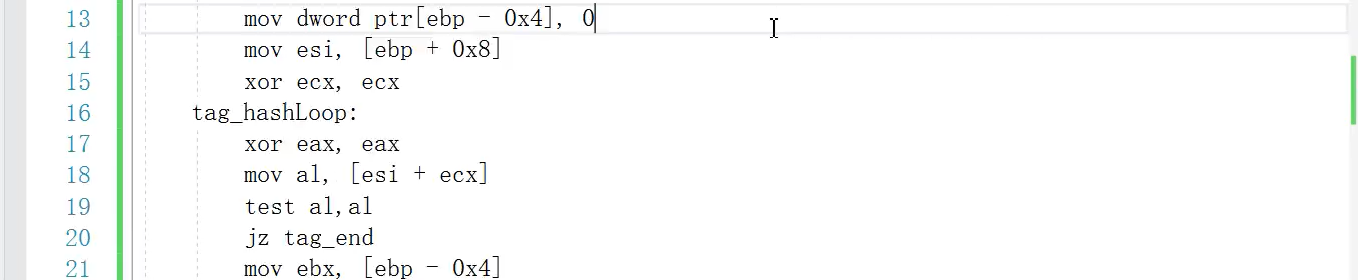 13 mov dword ptr[ebp - 0x4], 0
14 mov esi, [ebp + 0x8]
15 xor ecx, ecx
16 tag_hashLoop:
17 xor eax, eax
18 mov al, [esi + ecx]
19 test al,al
20 jz tag_end
21 mov ebx, [ebp - 0x4]